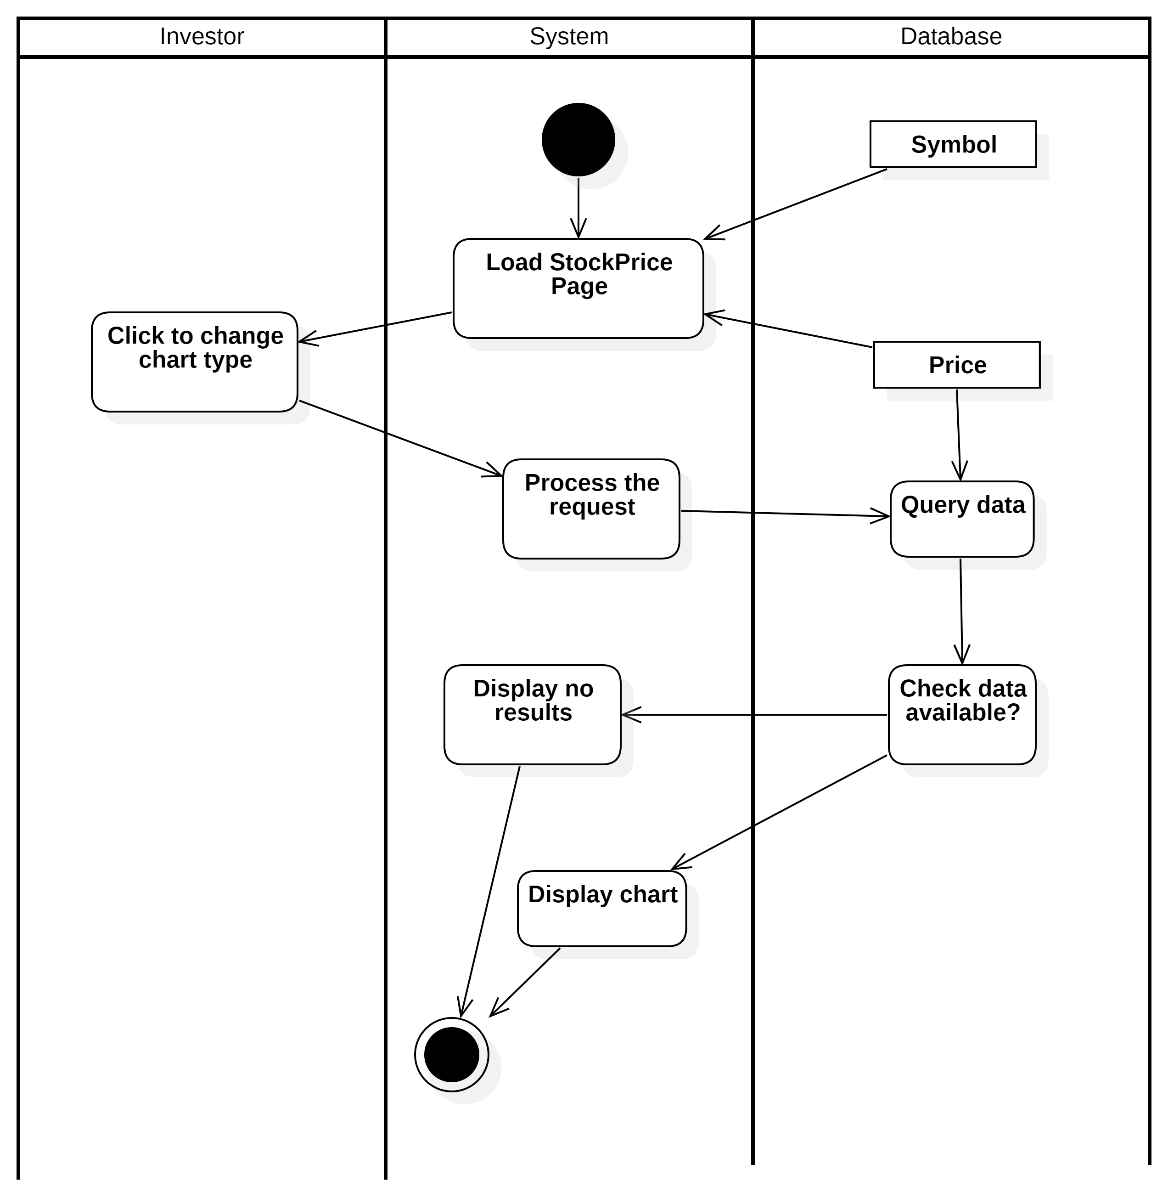 Investor
System
Database
Symbol
Load StockPrice
Page
Click to change
chart type
Price
Process the
request
Query data
Display no
results
Check data
available?
Display chart